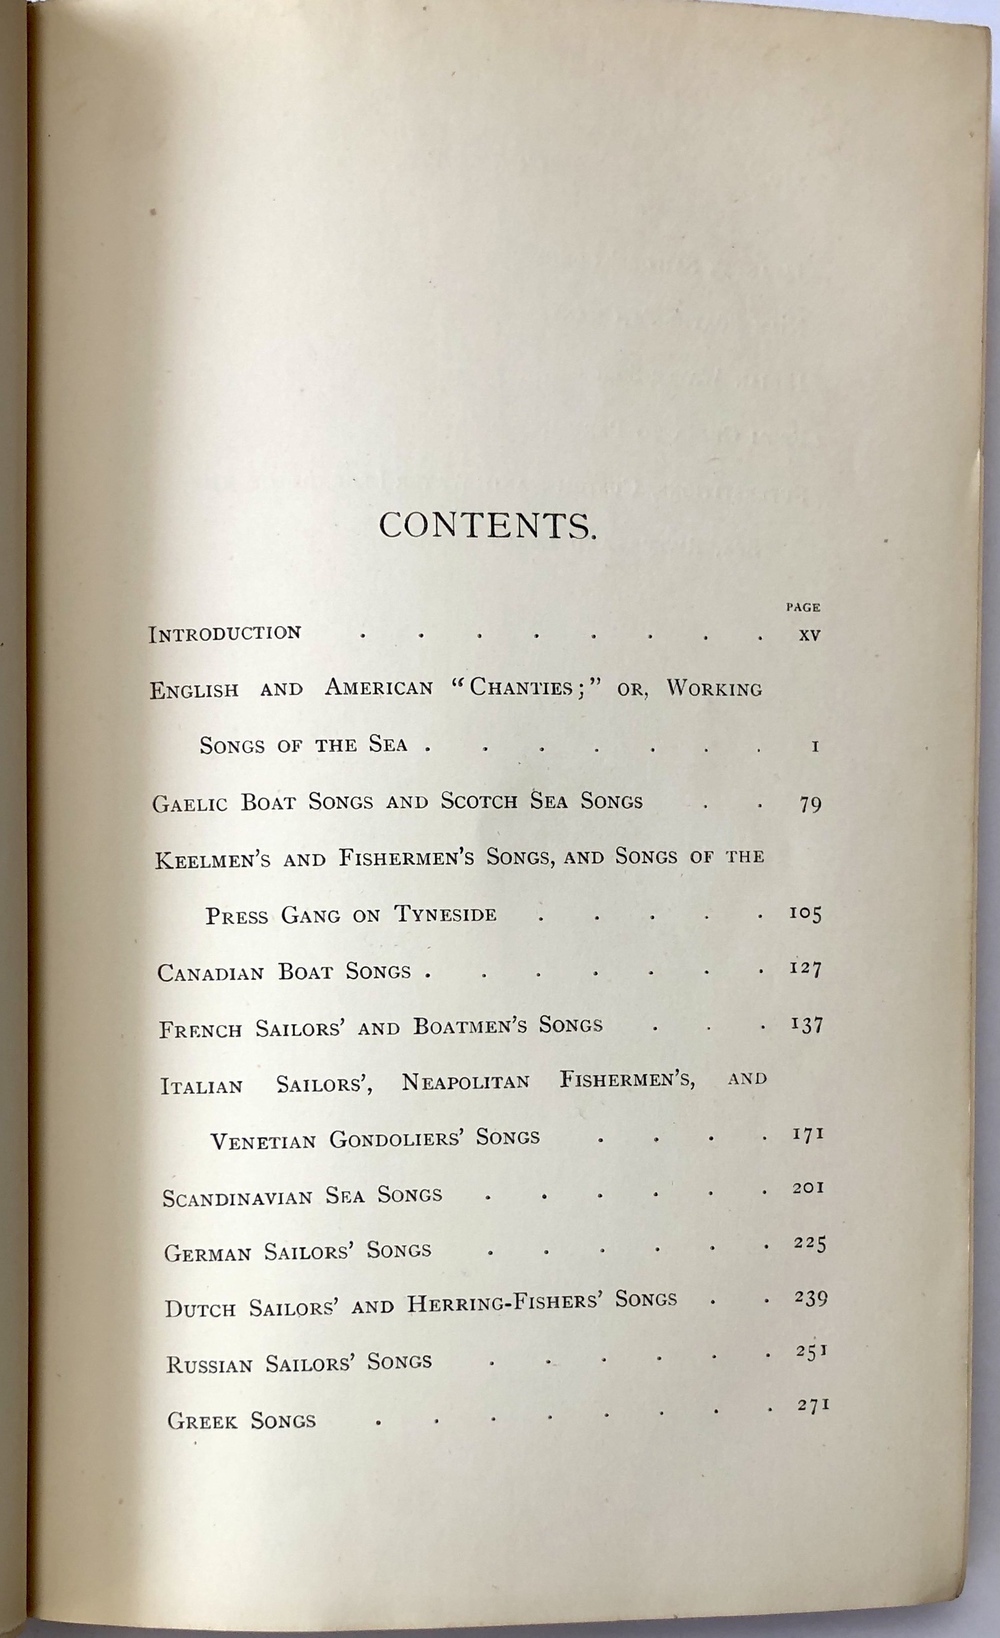 CONTENTS.
PAGE
INTRODUCTION . . . . . . . . XV
ENGLISH AND AMERICAN “CHANTIES;” OR, WORKING
SONGS OF THE SEA . . . . . . . 1
GAELIC BOAT SONGS AND SCOTCH SEA SONGS . . 79
KEELMEN’S AND FISHERMEN’S SONGS, AND SONGS OF THE
PRESS GANG ON TYNESIDE . . . . . 105
CANADIAN BOAT SONGS . . . . . . . 127
FRENCH SAILORS’ AND BOATMEN’S SONGS . . . 137
ITALIAN SAILORS’, NEAPOLITAN FISHERMEN’S, AND
VENETIAN GONDOLIERS’ SONGS . . . . 171
SCANDINAVIAN SEA SONGS . . . . . . 201
GERMAN SAILORS’ SONGS . . . . . . 225
DUTCH SAILORS’ AND HERRING-FISHERS’ SONGS . . 239
RUSSIAN SAILORS’ SONGS . . . . . . 251
GREEK SONGS . . . . . . . . 271